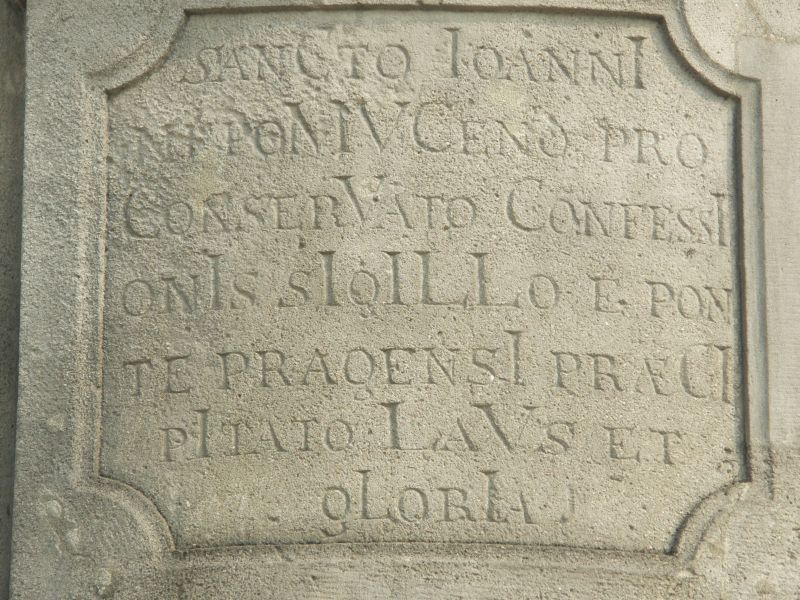 SANCTO IOANNI
NEPOMVCENO PRO
CONSERVATO CONFESSI
ONIS SIGILLO E PON
TE PRAGENSI PRÆCI
PITATO LAVS ET
GLORIA